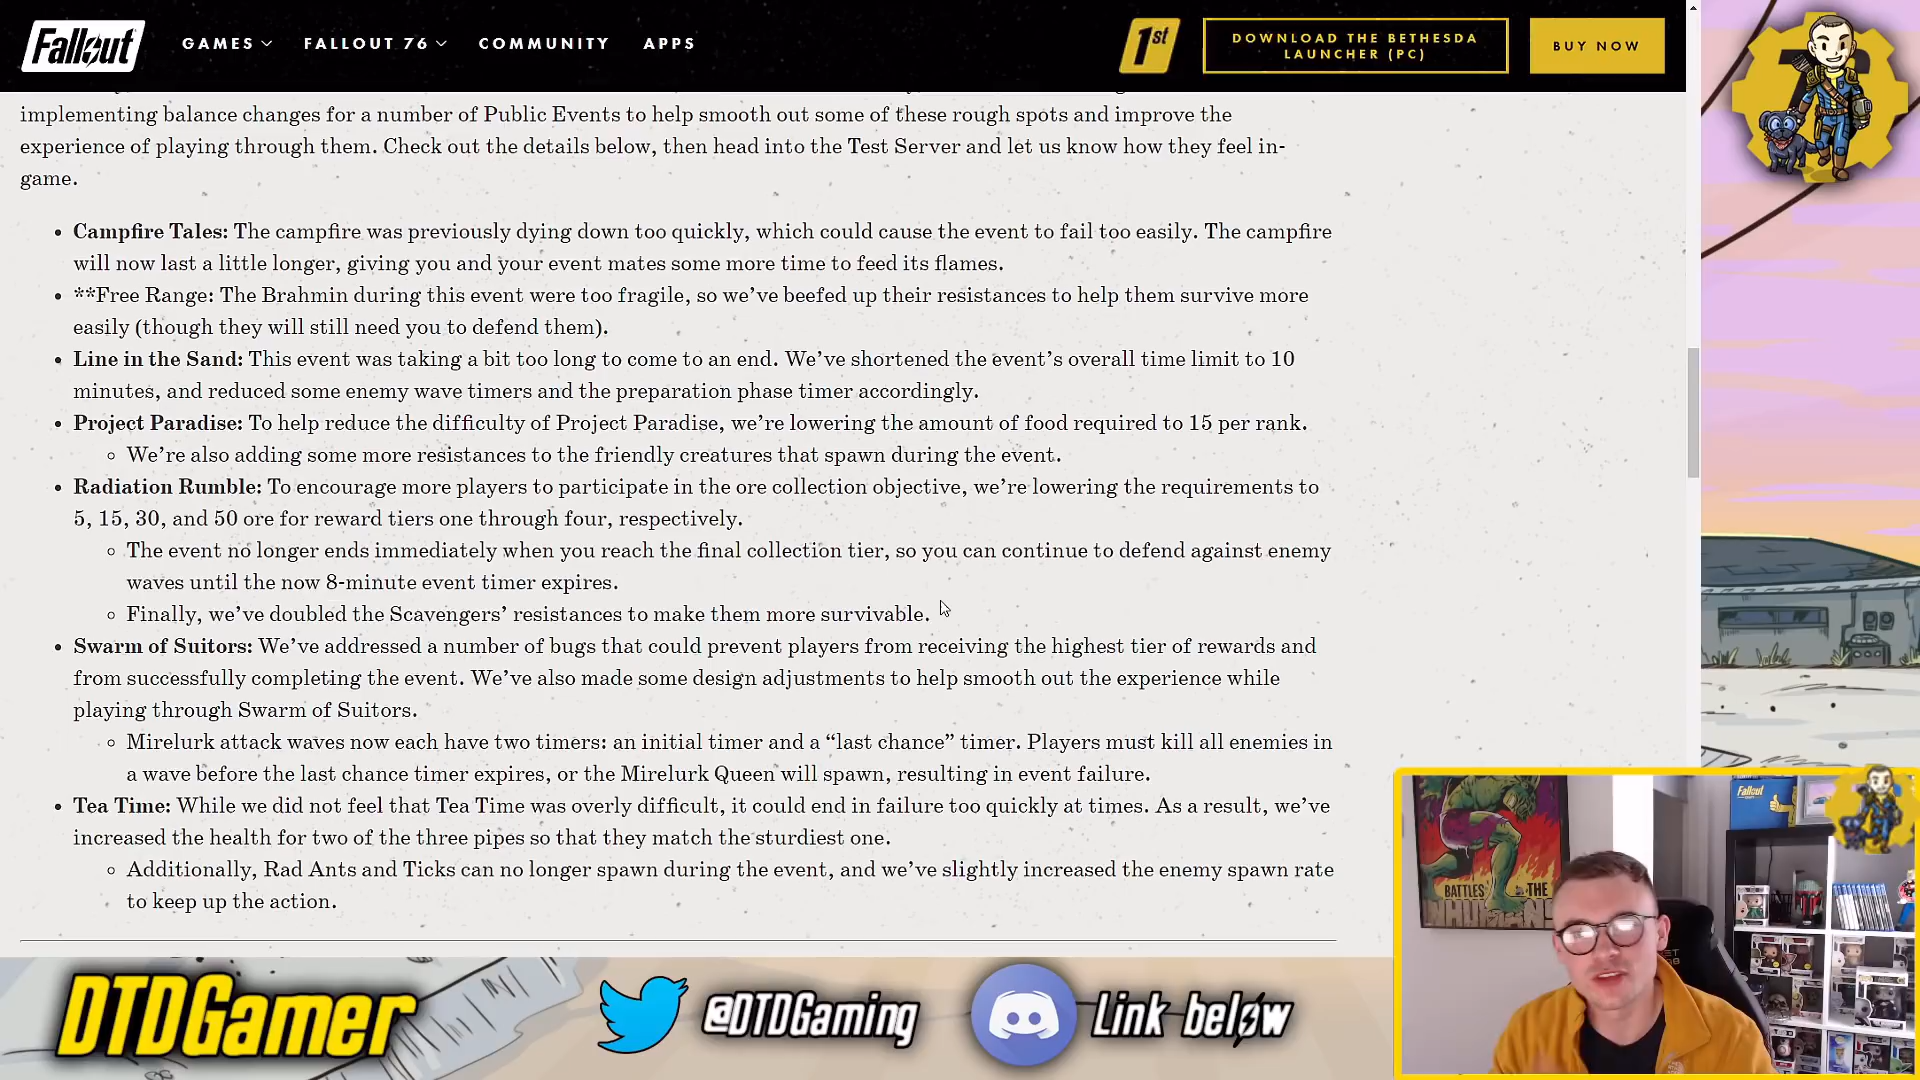 Fallout
GAMES
FALLOUT 76
COMMUNITY
APPS
1st
DOWNLOAD THE BETHESDA
LAUNCHER (PC)
BUY NOW
implementing balance changes for a number of Public Events to help smooth out some of these rough spots and improve the
experience of playing through them. Check out the details below, then head into the Test Server and let us know how they feel in-
game.
• Campfire Tales: The campfire was previously dying down too quickly, which could cause the event to fail too easily. The campfire
will now last a little longer, giving you and your event mates some more time to feed its flames.
• **Free Range: The Brahmin during this event were too fragile, so we’ve beefed up their resistances to help them survive more
easily (though they will still need you to defend them).
• Line in the Sand: This event was taking a bit too long to come to an end. We’ve shortened the event’s overall time limit to 10
minutes, and reduced some enemy wave timers and the preparation phase timer accordingly.
• Project Paradise: To help reduce the difficulty of Project Paradise, we’re lowering the amount of food required to 15 per rank.
◦ We’re also adding some more resistances to the friendly creatures that spawn during the event.
• Radiation Rumble: To encourage more players to participate in the ore collection objective, we’re lowering the requirements to
5, 15, 30, and 50 ore for reward tiers one through four, respectively.
◦ The event no longer ends immediately when you reach the final collection tier, so you can continue to defend against enemy
waves until the now 8-minute event timer expires.
◦ Finally, we’ve doubled the Scavengers’ resistances to make them more survivable.
• Swarm of Suitors: We’ve addressed a number of bugs that could prevent players from receiving the highest tier of rewards and
from successfully completing the event. We’ve also made some design adjustments to help smooth out the experience while
playing through Swarm of Suitors.
◦ Mirelurk attack waves now each have two timers: an initial timer and a “last chance” timer. Players must kill all enemies in
a wave before the last chance timer expires, or the Mirelurk Queen will spawn, resulting in event failure.
• Tea Time: While we did not feel that Tea Time was overly difficult, it could end in failure too quickly at times. As a result, we’ve
increased the health for two of the three pipes so that they match the sturdiest one.
◦ Additionally, Rad Ants and Ticks can no longer spawn during the event, and we’ve slightly increased the enemy spawn rate
to keep up the action.
BATTLES THE
Fallout
DTDGamer
@DTDGaming
Link below